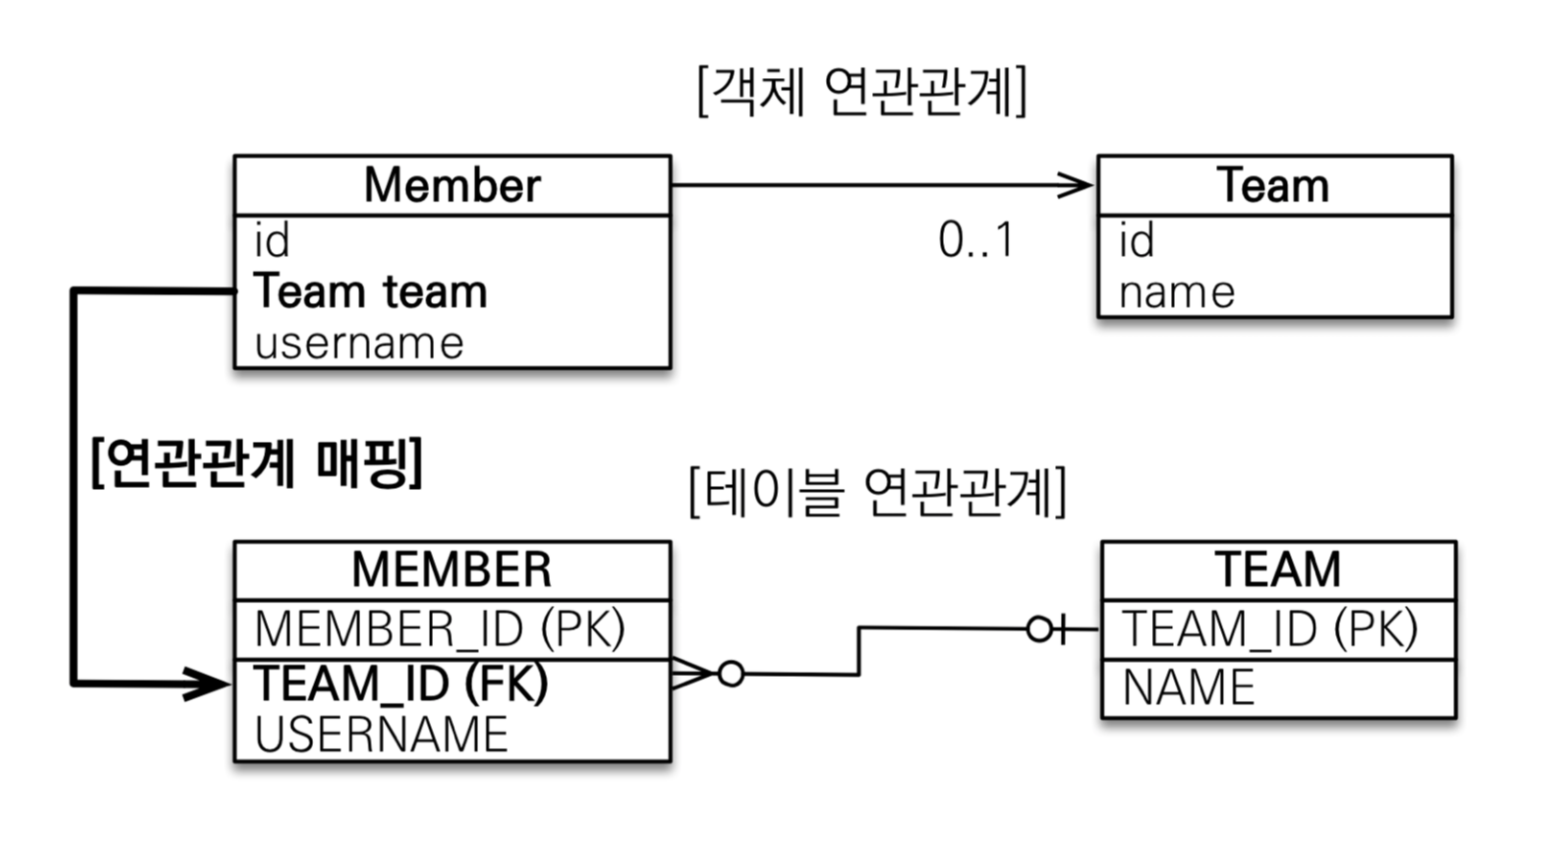 [객체 연관관계]
Member
id
Team team
username
0..1
Team
id
name
[연관관계 매핑]
[테이블 연관관계]
MEMBER
MEMBER_ID (PK)
TEAM_ID (FK)
USERNAME
TEAM
TEAM_ID (PK)
NAME